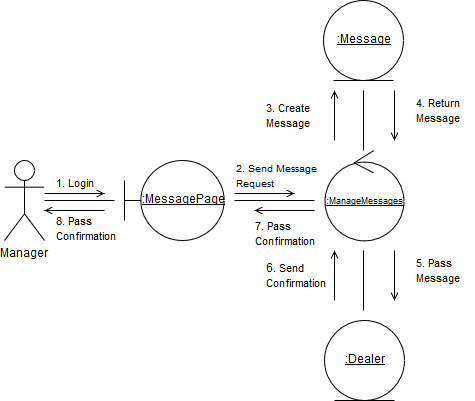 :Message
3. Create
Message
4. Return
Message
1. Login
2. Send Message
Request
:MessagePage
:ManageMessages
8. Pass
Confirmation
7. Pass
Confirmation
Manager
6. Send
Confirmation
5. Pass
Message
:Dealer